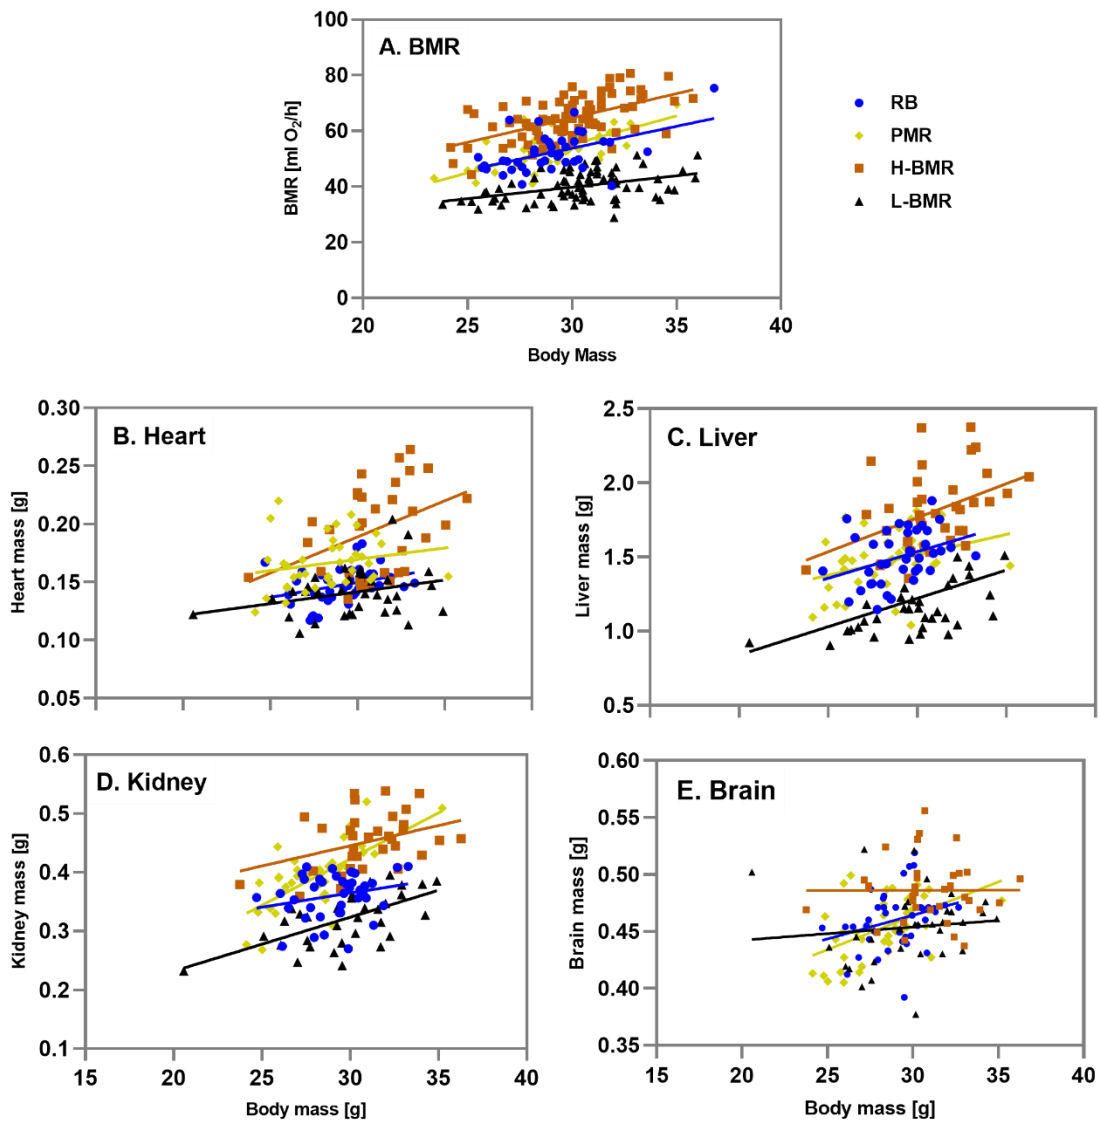 A. BMR
100
80
60
40
20
0
BMR [ml O₂/h]
20 25 30 35 40
Body Mass
RB
PMR
H-BMR
L-BMR
B. Heart
0.30
0.25
0.20
0.15
0.10
0.05
Heart mass [g]
C. Liver
2.5
2.0
1.5
1.0
0.5
Liver mass [g]
D. Kidney
0.6
0.5
0.4
0.3
0.2
0.1
Kidney mass [g]
15 20 25 30 35 40
Body mass [g]
E. Brain
0.60
0.55
0.50
0.45
0.40
0.35
Brain mass [g]
15 20 25 30 35 40
Body mass [g]